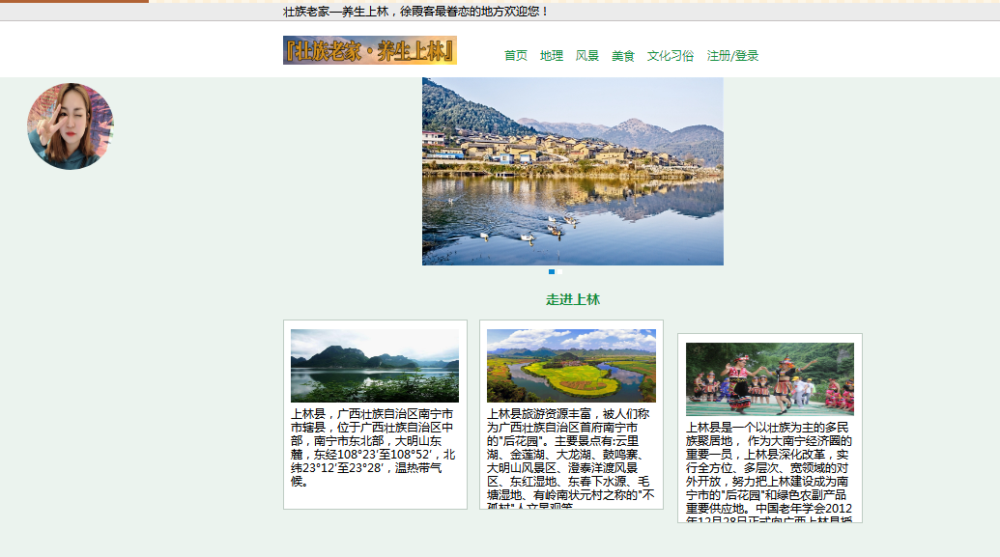 壮族老家—养生上林，徐霞客最眷恋的地方欢迎您！
『壮族老家·养生上林』
首页 地理 风景 美食 文化习俗 注册/登录
走进上林
上林县，广西壮族自治区南宁市
市辖县，位于广西壮族自治区中
部，南宁市东北部，大明山东
麓，东经108°23′至108°52′，北
纬23°12′至23°28′，温热带气
候。
上林县旅游资源丰富，被人们称
为广西壮族自治区首府南宁市
的"后花园"。主要景点有:云里
湖、金莲湖、大龙湖、鼓鸣寨、
大明山风景区、澄泰洋渡风景
区、东红湿地、东春下水源、毛
塘湿地、有岭南状元村之称的"不
孤村"人文景观等
上林县是一个以壮族为主的多民
族聚居地， 作为大南宁经济圈的
重要一员，上林县深化改革，实
行全方位、多层次、宽领域的对
外开放，努力把上林建设成为南
宁市的"后花园"和绿色农副产品
重要供应地。中国老年学会2012
年12月28日正式向广西上林县授